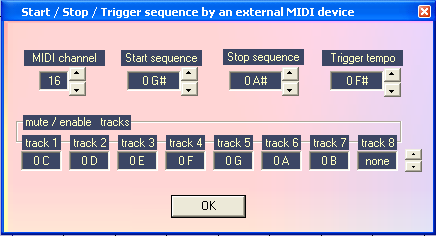 Start / Stop / Trigger sequence by an external MIDI device
MIDI channel Start sequence Stop sequence Trigger tempo
16 0 G# 0 A# 0 F#
mute / enable tracks
track 1 track 2 track 3 track 4 track 5 track 6 track 7 track 8
0 C 0 D 0 E 0 F 0 G 0 A 0 B none
OK